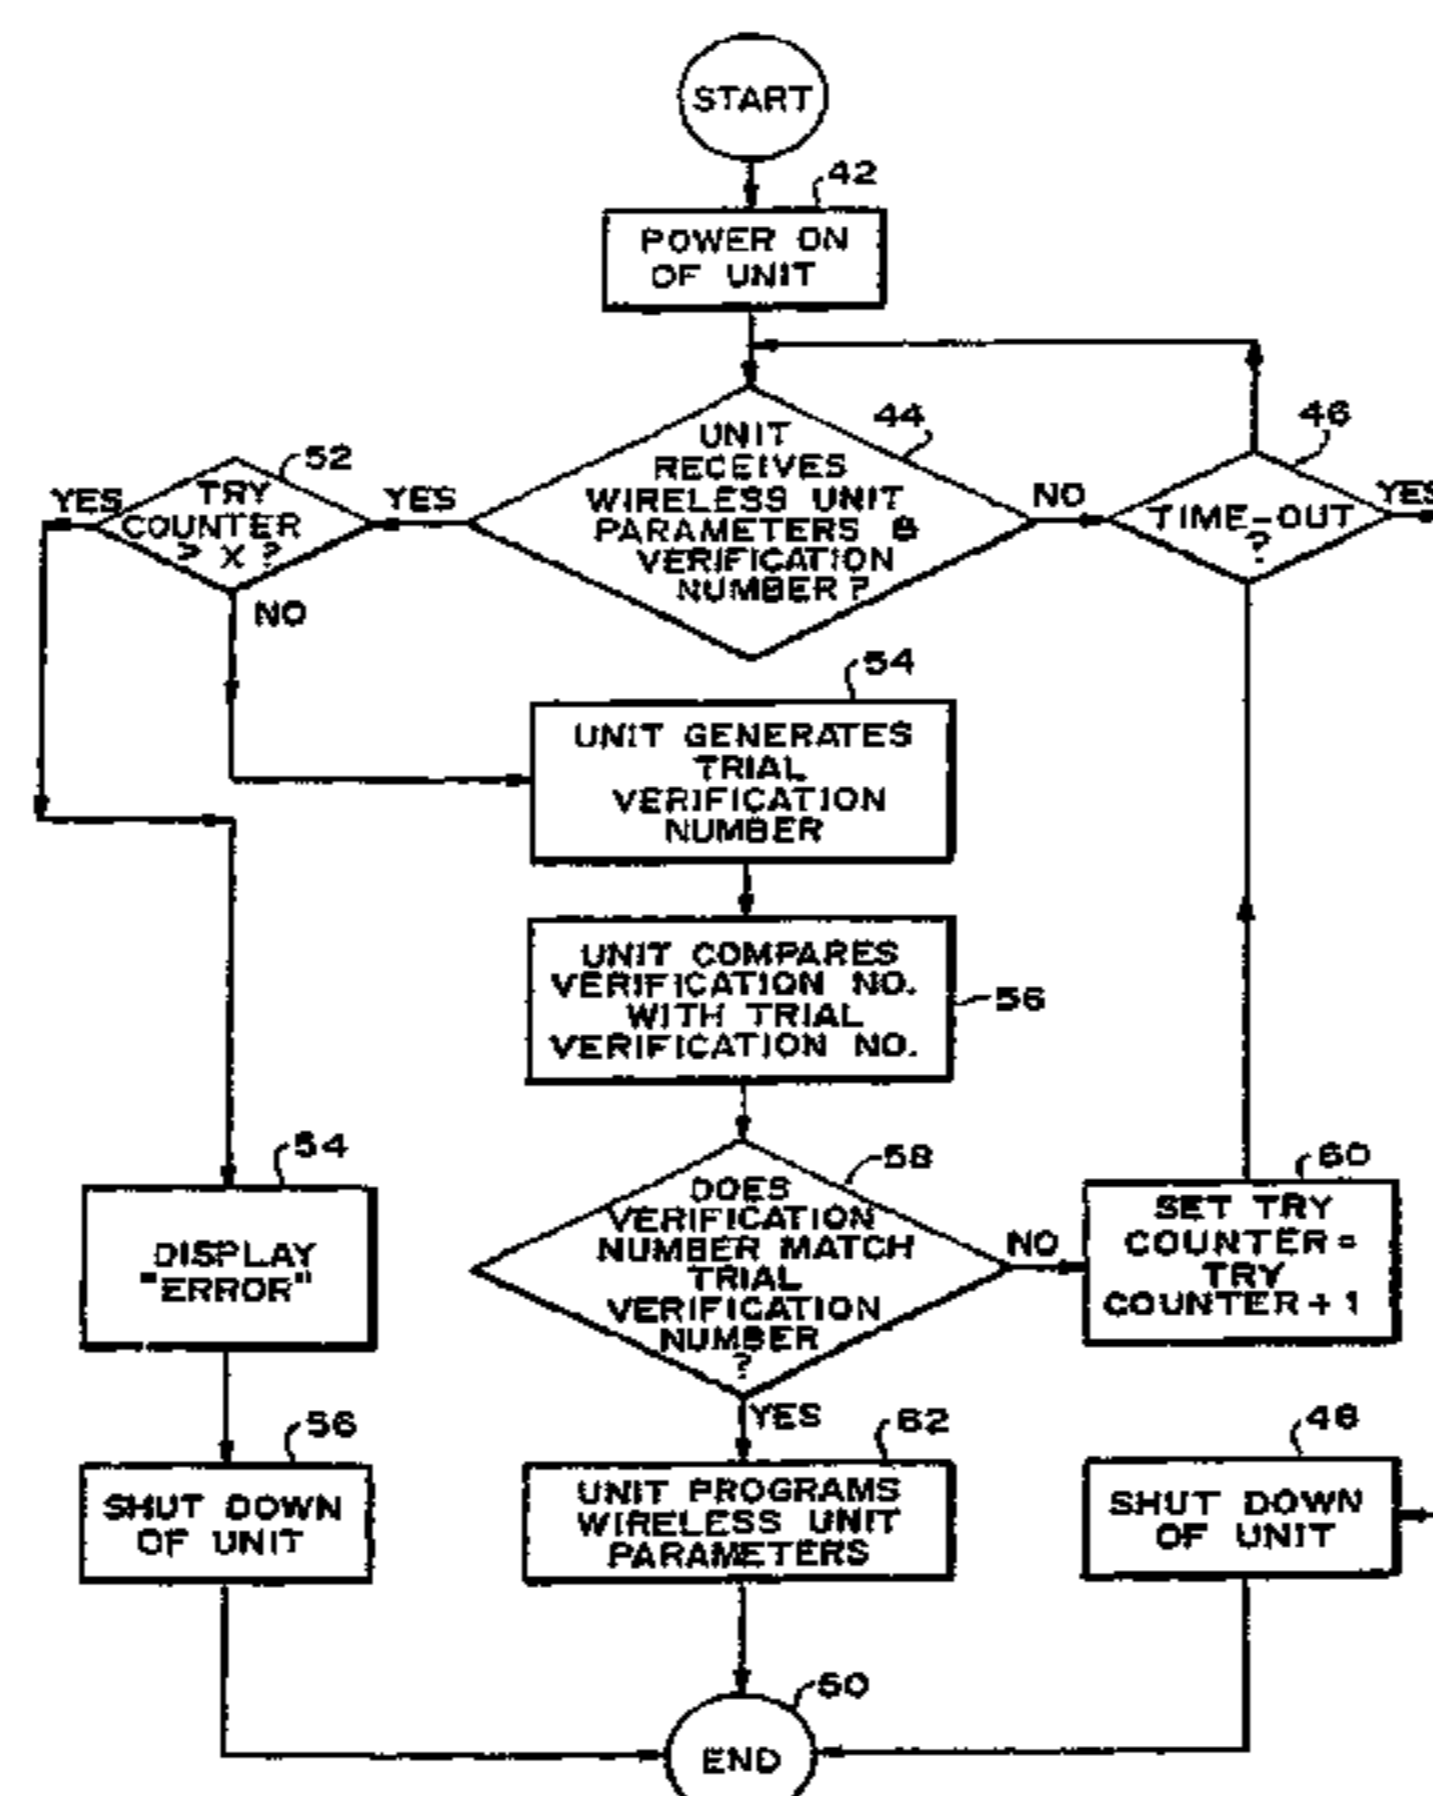 START
42
POWER ON
OF UNIT
44
UNIT
RECEIVES
WIRELESS UNIT
PARAMETERS &
VERIFICATION
NUMBER?
46
TIME-OUT
?
NO
YES
52
TRY
COUNTER
> X ?
YES
YES
NO
54
UNIT GENERATES
TRIAL
VERIFICATION
NUMBER
UNIT COMPARES
VERIFICATION NO.
WITH TRIAL
VERIFICATION NO.
56
54
DISPLAY
"ERROR"
58
DOES
VERIFICATION
NUMBER MATCH
TRIAL
VERIFICATION
NUMBER
?
NO
60
SET TRY
COUNTER =
TRY
COUNTER + 1
YES
56
SHUT DOWN
OF UNIT
62
UNIT PROGRAMS
WIRELESS UNIT
PARAMETERS
48
SHUT DOWN
OF UNIT
50
END